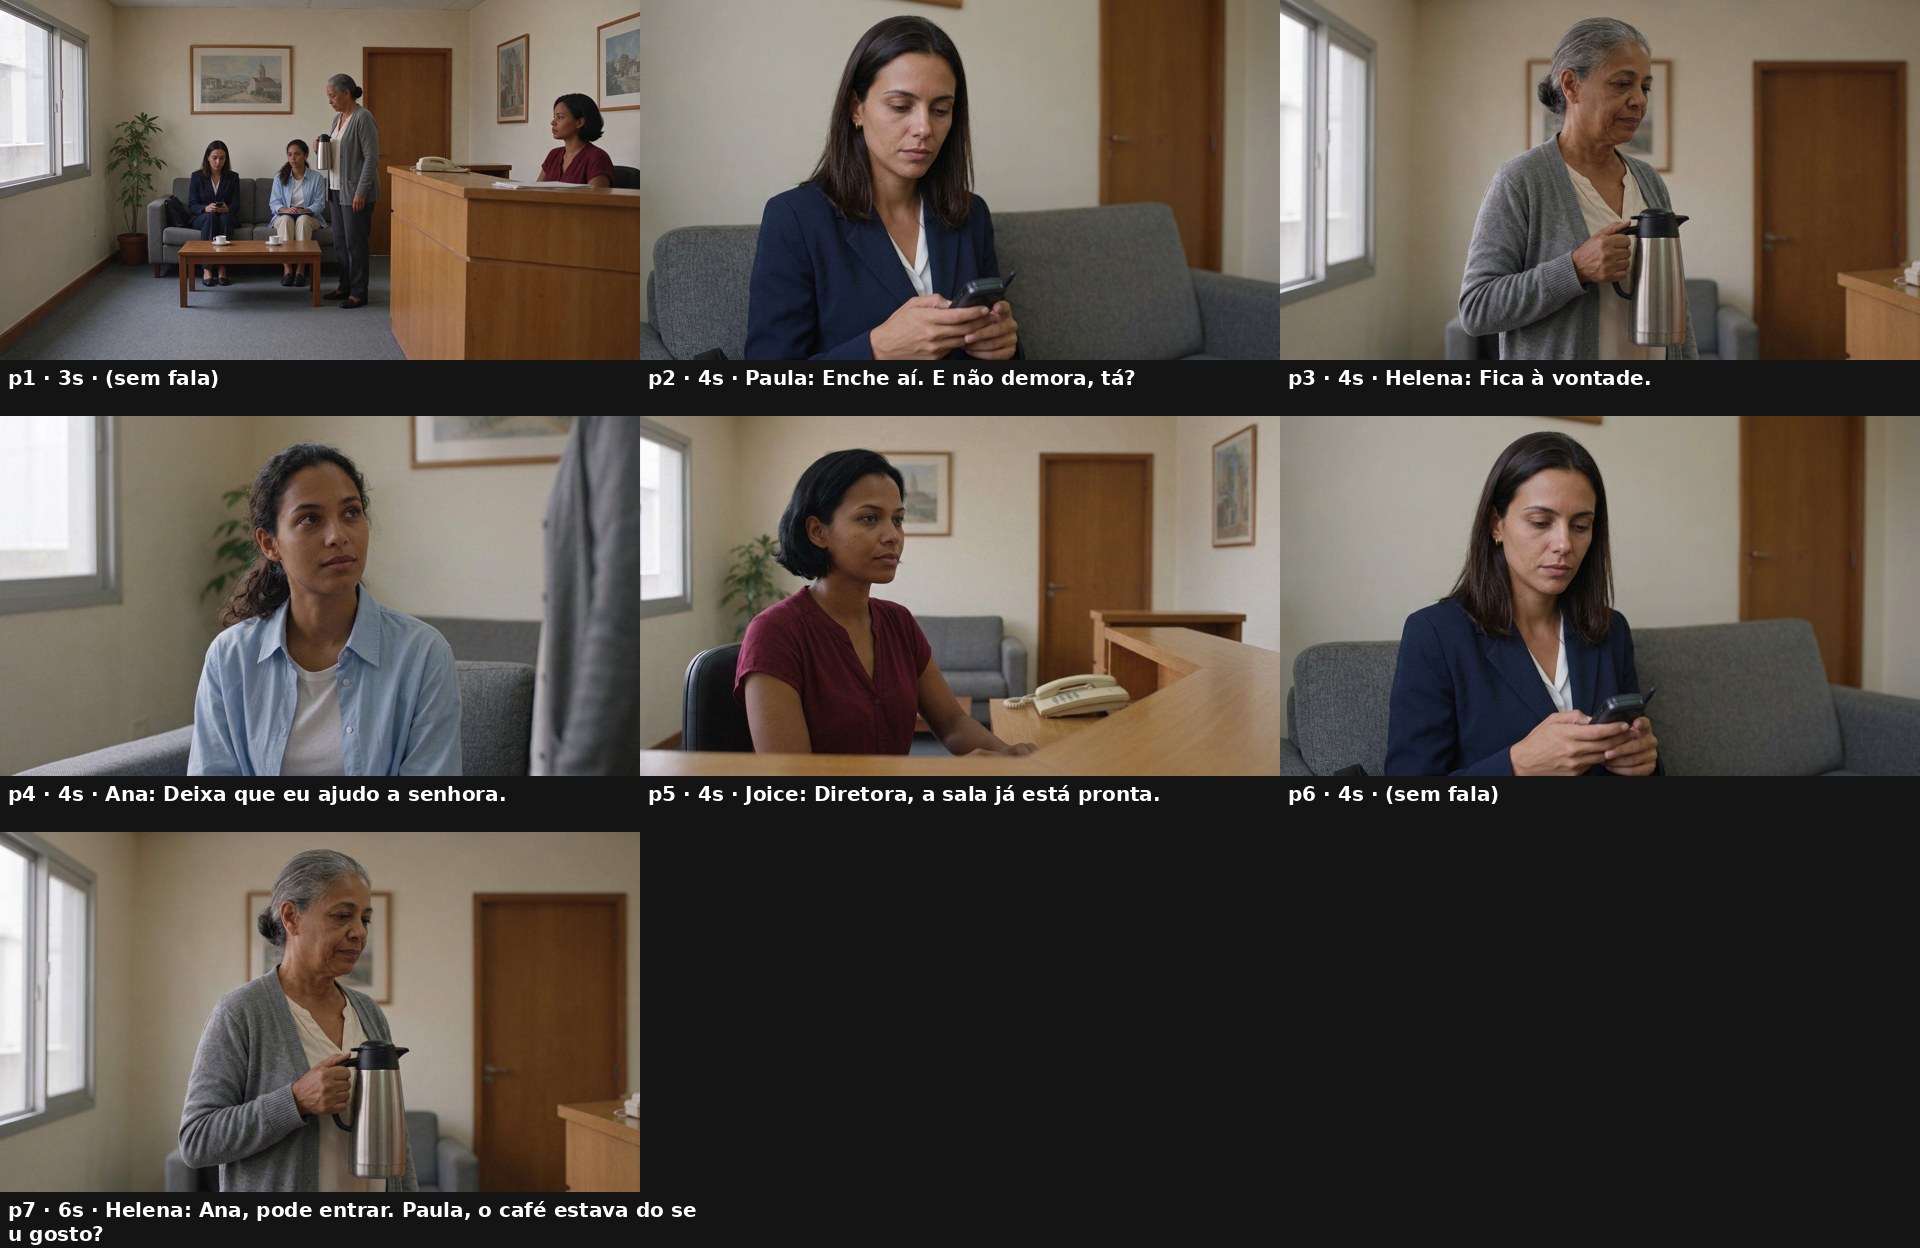 p1 · 3s · (sem fala)
p2 · 4s · Paula: Enche aí. E não demora, tá?
p3 · 4s · Helena: Fica à vontade.
p4 · 4s · Ana: Deixa que eu ajudo a senhora.
p5 · 4s · Joice: Diretora, a sala já está pronta.
p6 · 4s · (sem fala)
p7 · 6s · Helena: Ana, pode entrar. Paula, o café estava do se
u gosto?